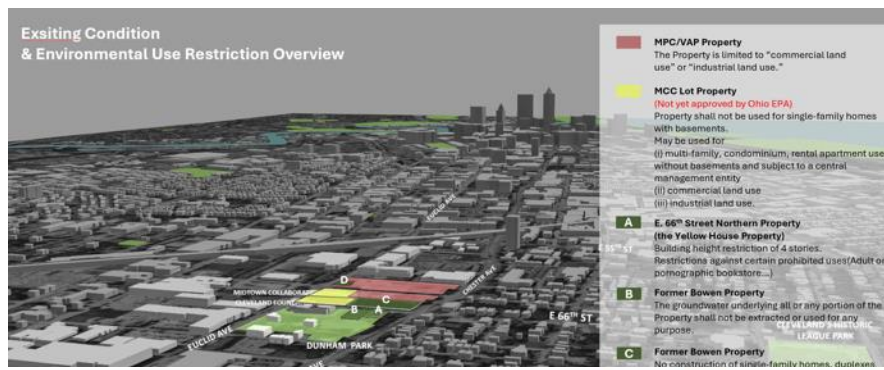 Exsiting Condition
& Environmental Use Restriction Overview
MPC/VAP Property
The Property is limited to "commercial land
use" or "industrial land use."
MCC Lot Property
(Not yet approved by Ohio EPA)
Property shall not be used for single-family homes
with basements.
May be used for
(i) multi-family, condominium, rental apartment use
without basements and subject to a central
management entity
(ii) commercial land use
(iii) industrial land use.
A
E. 66th Street Northern Property
(the Yellow House Property)
Building height restriction of 4 stories.
Restrictions against certain prohibited uses(Adult or
pornographic bookstore...)
B
Former Bowen Property
The groundwater underlying all or any portion of the
Property shall not be extracted or used for any
purpose.
C
Former Bowen Property
No construction of single-family homes, duplexes
EUCLID AVE
E 55TH ST
D
CHESTER AVE
MIDTOWN COLLABORATI
CLEVELAND FOUND
C
B
A
E 66TH ST
EUCLID AVE
DUNHAM PARK
AVE
CLEVELAND'S HISTORIC
LEAGUE PARK